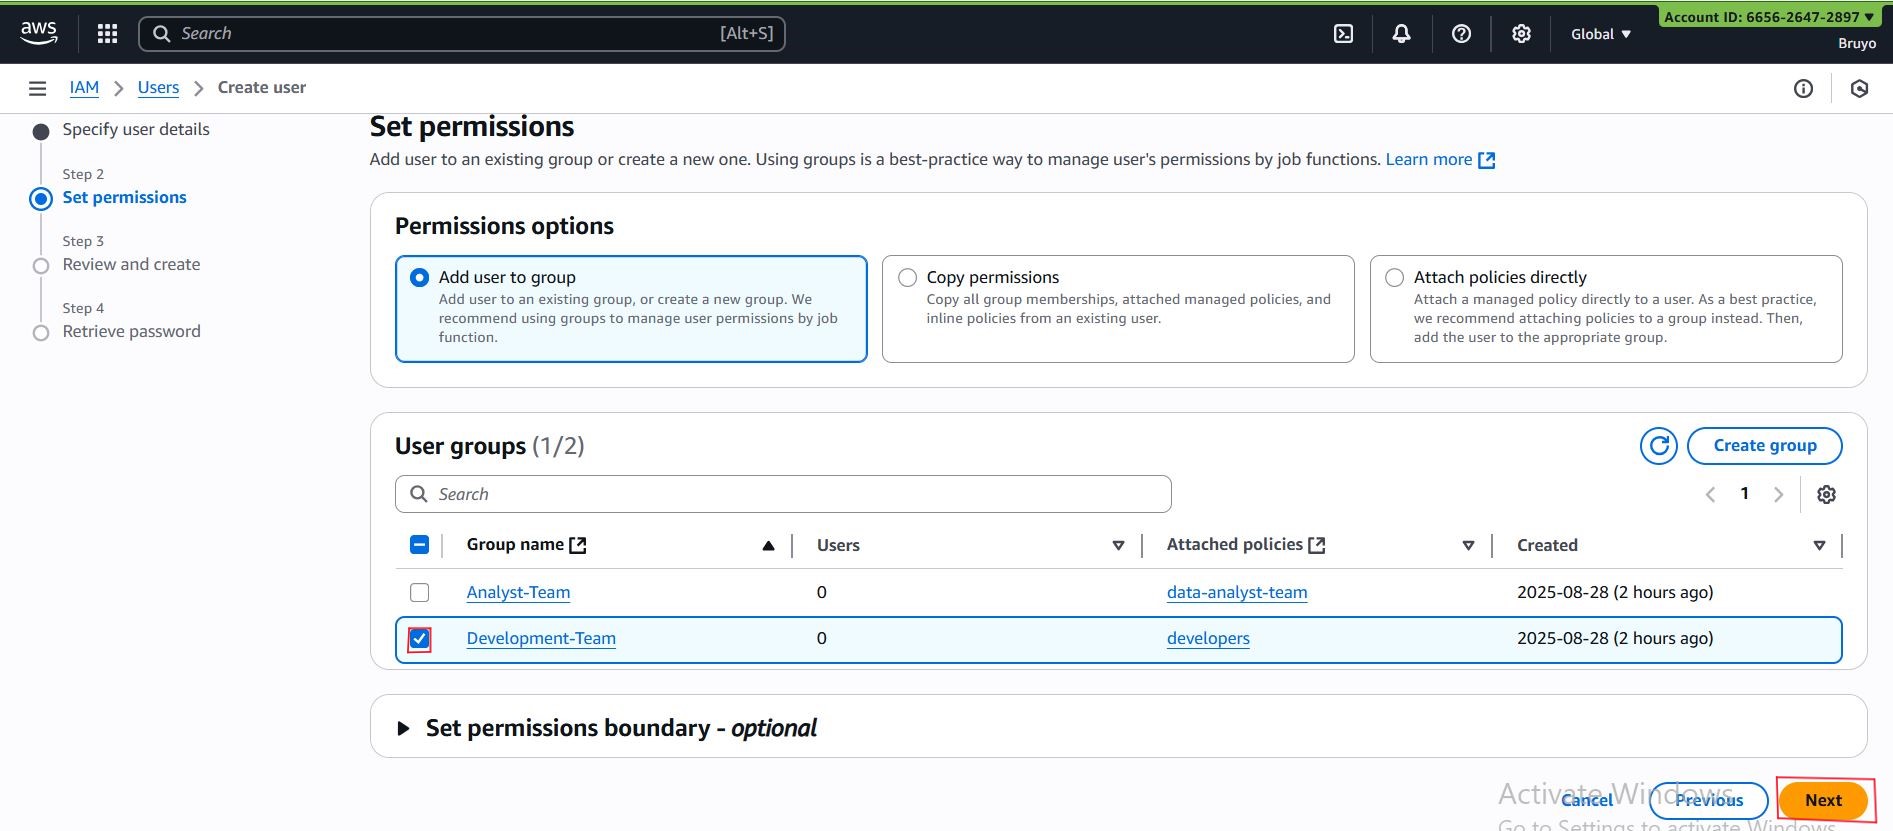 aws
Search [Alt+S]
Global ▼
Account ID: 6656-2647-2897 ▼
Bruyo
IAM > Users > Create user
Specify user details
Step 2
Set permissions
Step 3
Review and create
Step 4
Retrieve password
Set permissions
Add user to an existing group or create a new one. Using groups is a best-practice way to manage user's permissions by job functions. Learn more
Permissions options
Add user to group
Add user to an existing group, or create a new group. We
recommend using groups to manage user permissions by job
function.
Copy permissions
Copy all group memberships, attached managed policies, and
inline policies from an existing user.
Attach policies directly
Attach a managed policy directly to a user. As a best practice,
we recommend attaching policies to a group instead. Then,
add the user to the appropriate group.
User groups (1/2)
Create group
Search
1
Group name Users Attached policies Created
Analyst-Team 0 data-analyst-team 2025-08-28 (2 hours ago)
Development-Team 0 developers 2025-08-28 (2 hours ago)
Set permissions boundary - optional
Activate Windows
Cancel Previous Next
Go to Settings to activate Windows